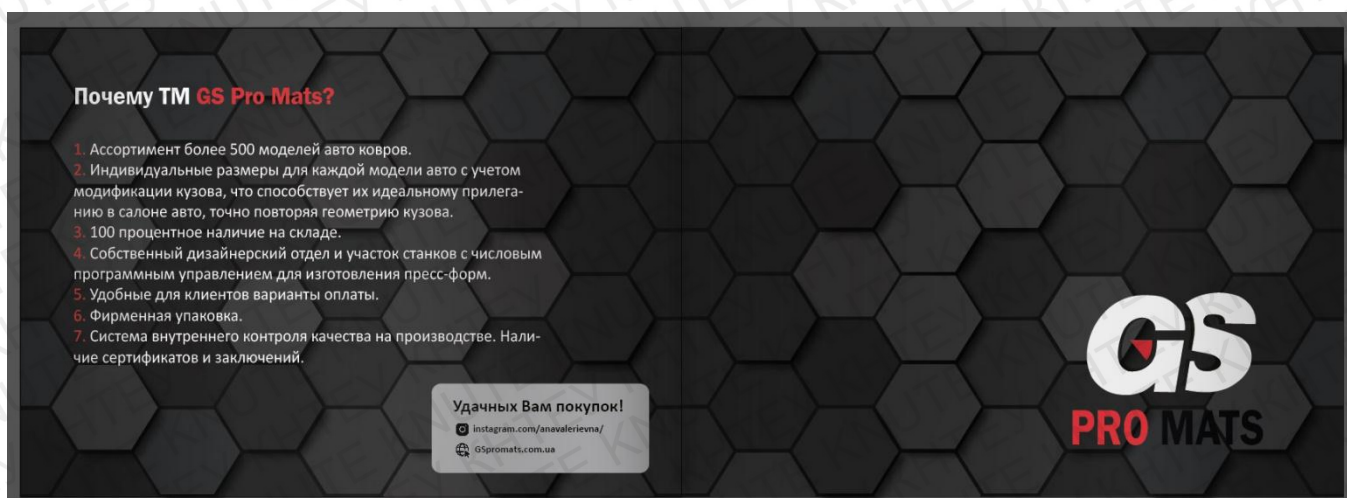 Почему ТМ GS Pro Mats?
1. Ассортимент более 500 моделей авто ковров.
2. Индивидуальные размеры для каждой модели авто с учетом
модификации кузова, что способствует их идеальному прилега-
нию в салоне авто, точно повторяя геометрию кузова.
3. 100 процентное наличие на складе.
4. Собственный дизайнерский отдел и участок станков с числовым
программным управлением для изготовления пресс-форм.
5. Удобные для клиентов варианты оплаты.
6. Фирменная упаковка.
7. Система внутреннего контроля качества на производстве. Нали-
чие сертификатов и заключений.
Удачных Вам покупок!
instagram.com/anavalerievna/
GSpromats,com.ua
GS
PRO MATS